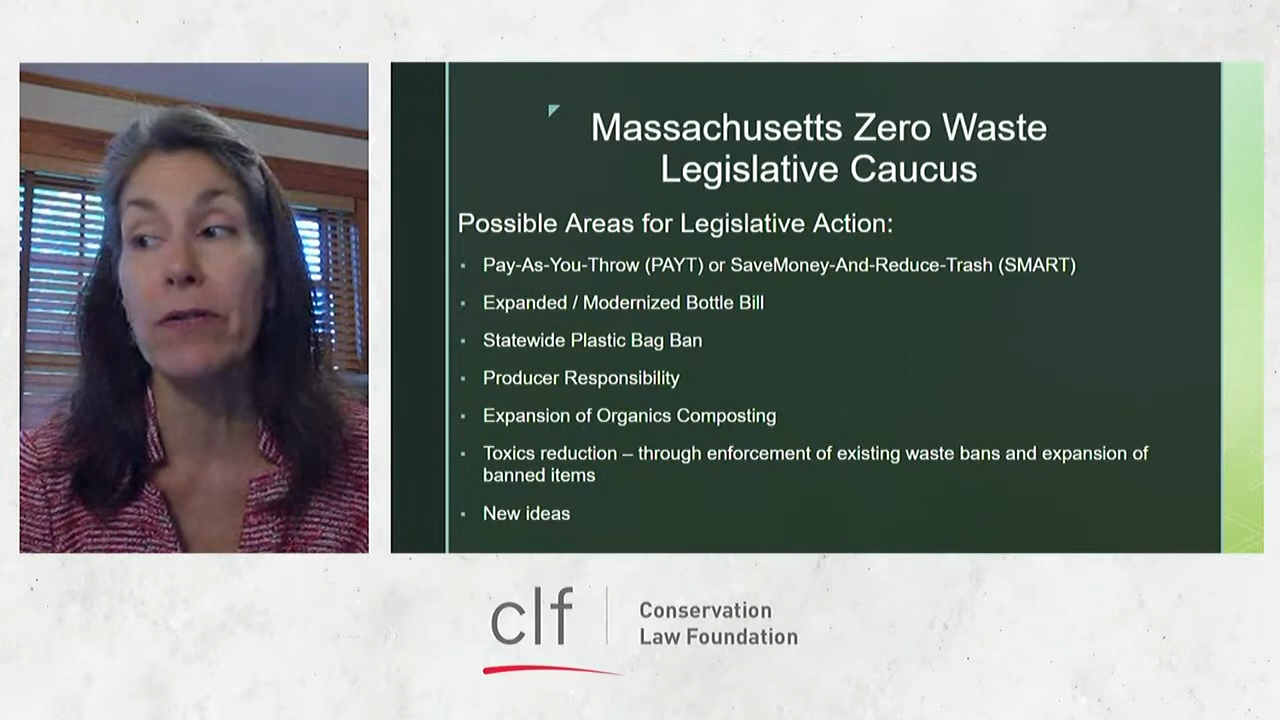 Massachusetts Zero Waste
Legislative Caucus
Possible Areas for Legislative Action:
Pay-As-You-Throw (PAYT) or SaveMoney-And-Reduce-Trash (SMART)
Expanded / Modernized Bottle Bill
Statewide Plastic Bag Ban
Producer Responsibility
Expansion of Organics Composting
Toxics reduction – through enforcement of existing waste bans and expansion of
banned items
New ideas
clf
Conservation
Law Foundation